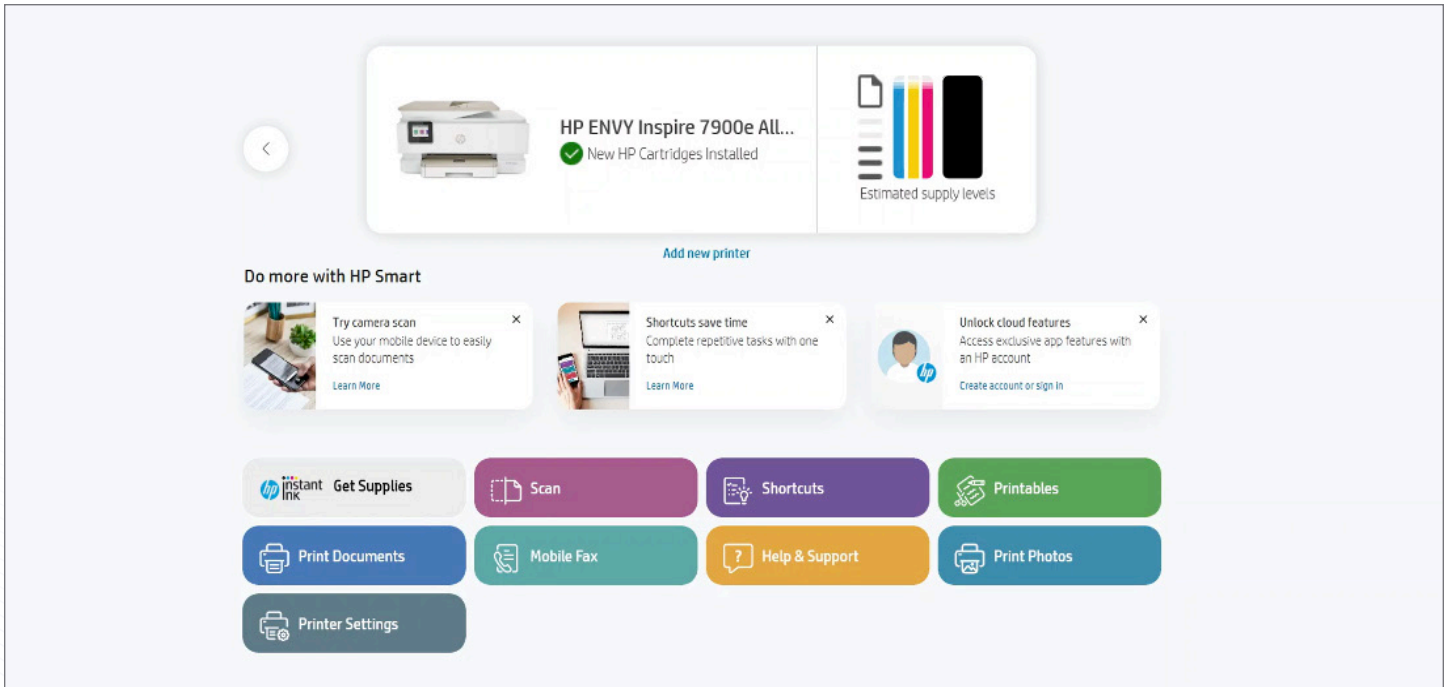 HP ENVY Inspire 7900e All...
New HP Cartridges Installed
Estimated supply levels
Add new printer
Do more with HP Smart
Try camera scan
Use your mobile device to easily
scan documents
Learn More
Shortcuts save time
Complete repetitive tasks with one
touch
Learn More
Unlock cloud features
Access exclusive app features with
an HP account
Create account or sign in
hp
hp instant ink Get Supplies
Scan
Shortcuts
Printables
Print Documents
Mobile Fax
Help & Support
Print Photos
Printer Settings